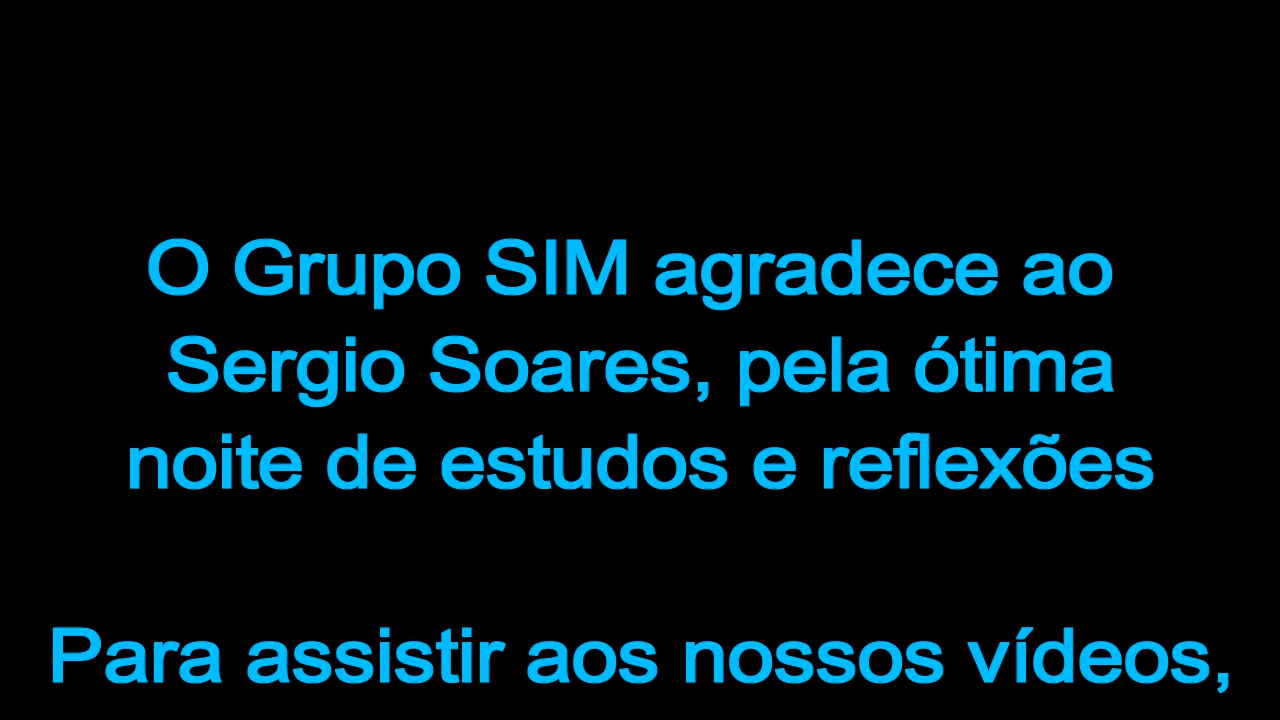 O Grupo SIM agradece ao
Sergio Soares, pela ótima
noite de estudos e reflexões
Para assistir aos nossos vídeos,